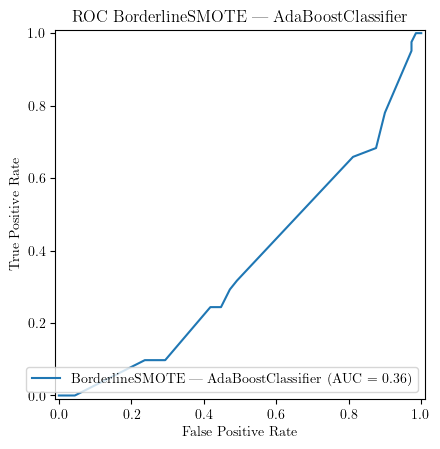 ROC BorderlineSMOTE — AdaBoostClassifier
True Positive Rate
1.0
0.8
0.6
0.4
0.2
0.0
BorderlineSMOTE — AdaBoostClassifier (AUC = 0.36)
0.0 0.2 0.4 0.6 0.8 1.0
False Positive Rate